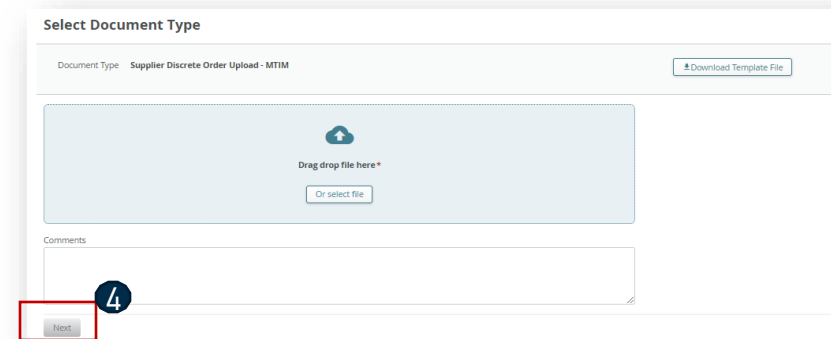 Select Document Type
Document Type Supplier Discrete Order Upload - MTIM
Download Template File
Drag drop file here*
Or select file
Comments
4
Next